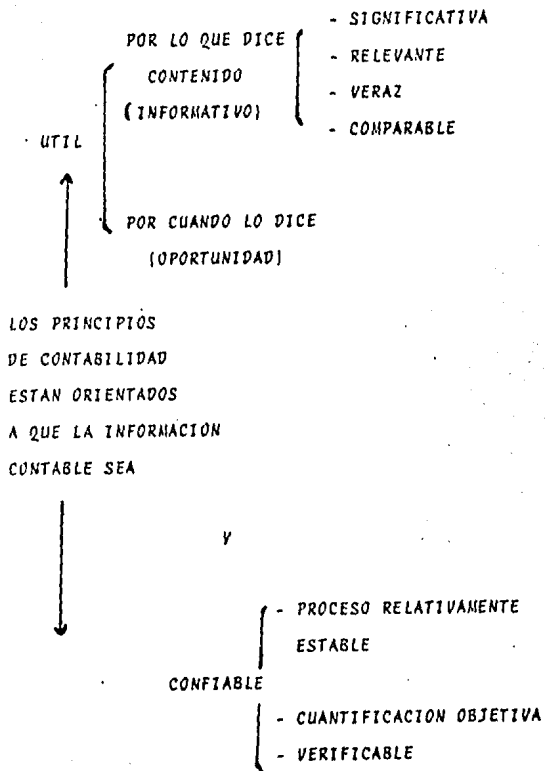 - SIGNIFICATIVA
POR LO QUE DICE
- RELEVANTE
CONTENIDO
- VERAZ
(INFORMATIVO)
- COMPARABLE
UTIL
POR CUANDO LO DICE
(OPORTUNIDAD)
LOS PRINCIPIOS
DE CONTABILIDAD
ESTAN ORIENTADOS
A QUE LA INFORMACION
CONTABLE SEA
Y
- PROCESO RELATIVAMENTE
ESTABLE
CONFIABLE
- CUANTIFICACION OBJETIVA
- VERIFICABLE